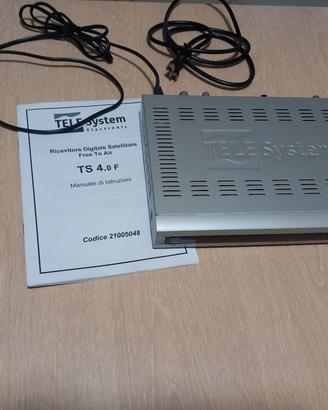 TELE System
Electronic
Ricevitore Digitale Satellitare
Free To Air
TS 4.0 F
Manuale di Istruzioni
Codice 21005048
TELE System